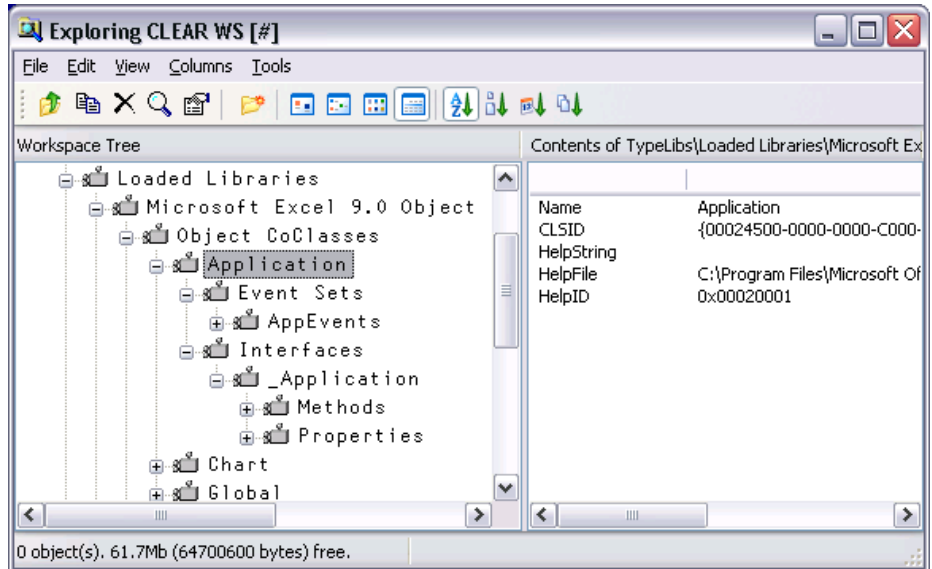 Exploring CLEAR WS [#]
File Edit View Columns Tools
Workspace Tree
Contents of TypeLibs\Loaded Libraries\Microsoft Ex
Loaded Libraries
Microsoft Excel 9.0 Object
Object CoClasses
Application
Event Sets
AppEvents
Interfaces
_Application
Methods
Properties
Chart
Global
Name Application
CLSID {00024500-0000-0000-C000-
HelpString
HelpFile C:\Program Files\Microsoft Of
HelpID 0x00020001
0 object(s). 61.7Mb (64700600 bytes) free.